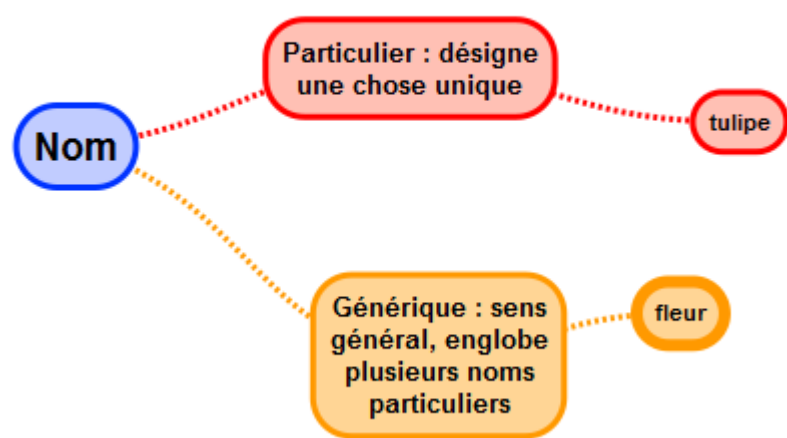 Nom
Particulier : désigne
une chose unique
tulipe
Générique : sens
général, englobe
plusieurs noms
particuliers
fleur